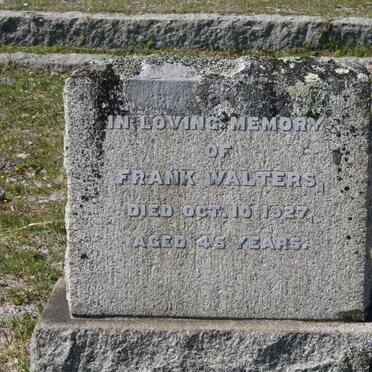 IN LOVING MEMORY
OF
FRANK WALTERS,
DIED OCT. 10 1927,
AGED 45 YEARS.